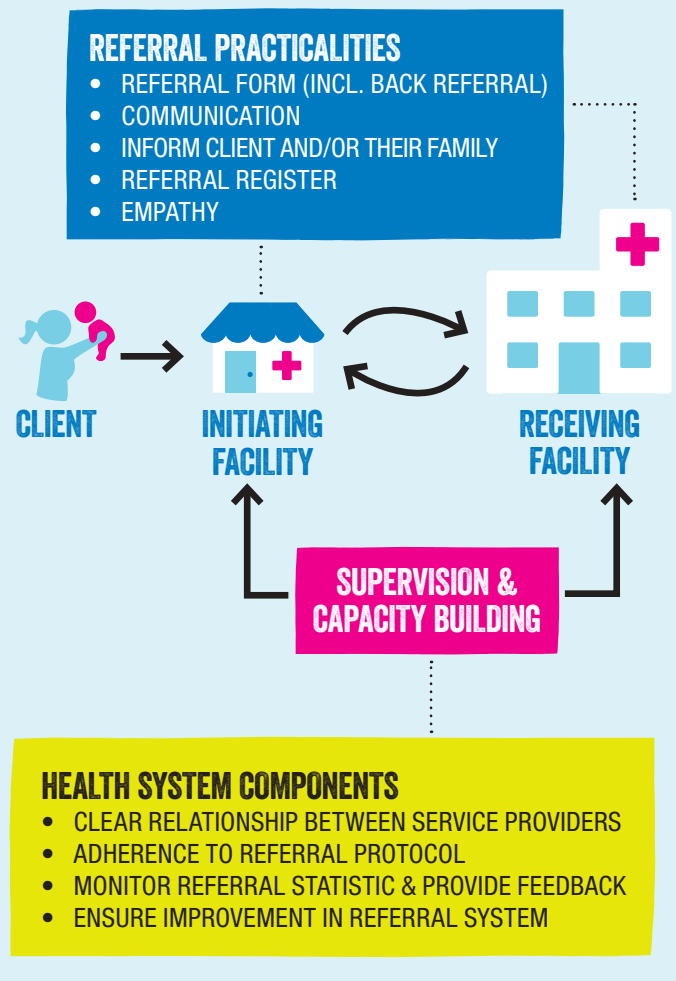 REFERRAL PRACTICALITIES
• REFERRAL FORM (INCL. BACK REFERRAL)
• COMMUNICATION
• INFORM CLIENT AND/OR THEIR FAMILY
• REFERRAL REGISTER
• EMPATHY
CLIENT
INITIATING
FACILITY
RECEIVING
FACILITY
SUPERVISION &
CAPACITY BUILDING
HEALTH SYSTEM COMPONENTS
• CLEAR RELATIONSHIP BETWEEN SERVICE PROVIDERS
• ADHERENCE TO REFERRAL PROTOCOL
• MONITOR REFERRAL STATISTIC & PROVIDE FEEDBACK
• ENSURE IMPROVEMENT IN REFERRAL SYSTEM